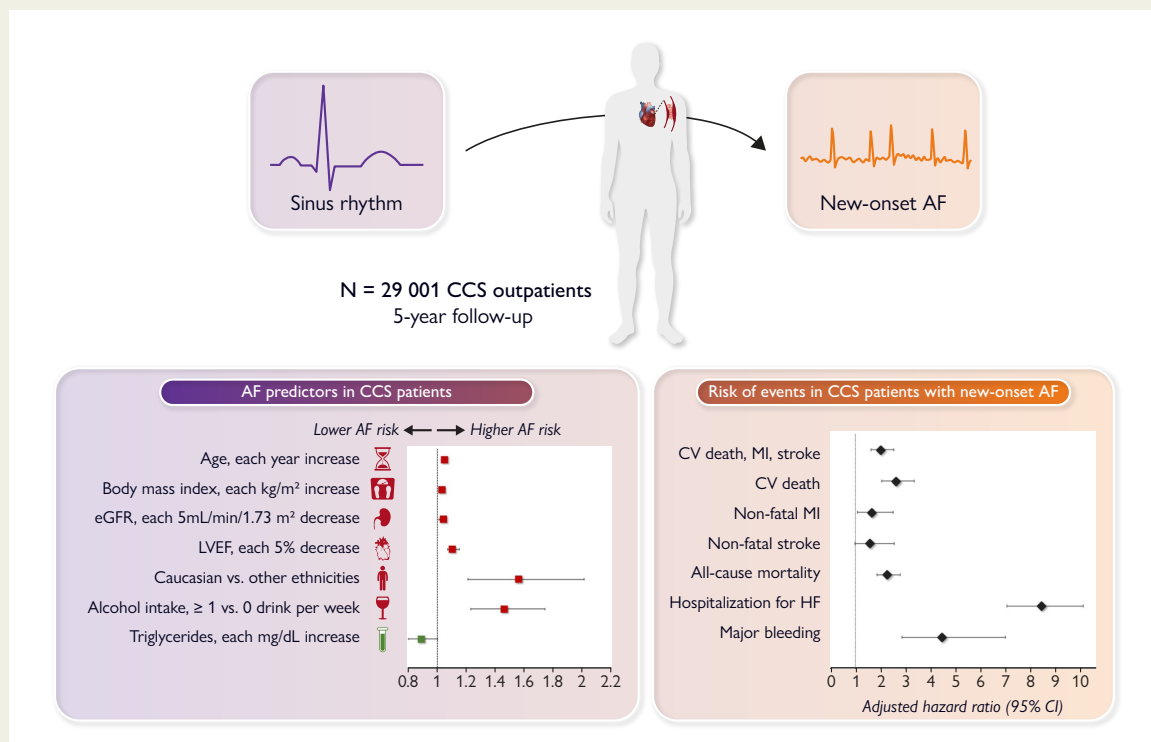 Sinus rhythm
New-onset AF
N = 29 001 CCS outpatients
5-year follow-up
AF predictors in CCS patients
Lower AF risk
Higher AF risk
Age, each year increase
Body mass index, each kg/m² increase
eGFR, each 5mL/min/1.73 m² decrease
LVEF, each 5% decrease
Caucasian vs. other ethnicities
Alcohol intake, ≥ 1 vs. 0 drink per week
Triglycerides, each mg/dL increase
0.8 1 1.2 1.4 1.6 1.8 2 2.2
Risk of events in CCS patients with new-onset AF
CV death, MI, stroke
CV death
Non-fatal MI
Non-fatal stroke
All-cause mortality
Hospitalization for HF
Major bleeding
0 1 2 3 4 5 6 7 8 9 10
Adjusted hazard ratio (95% CI)